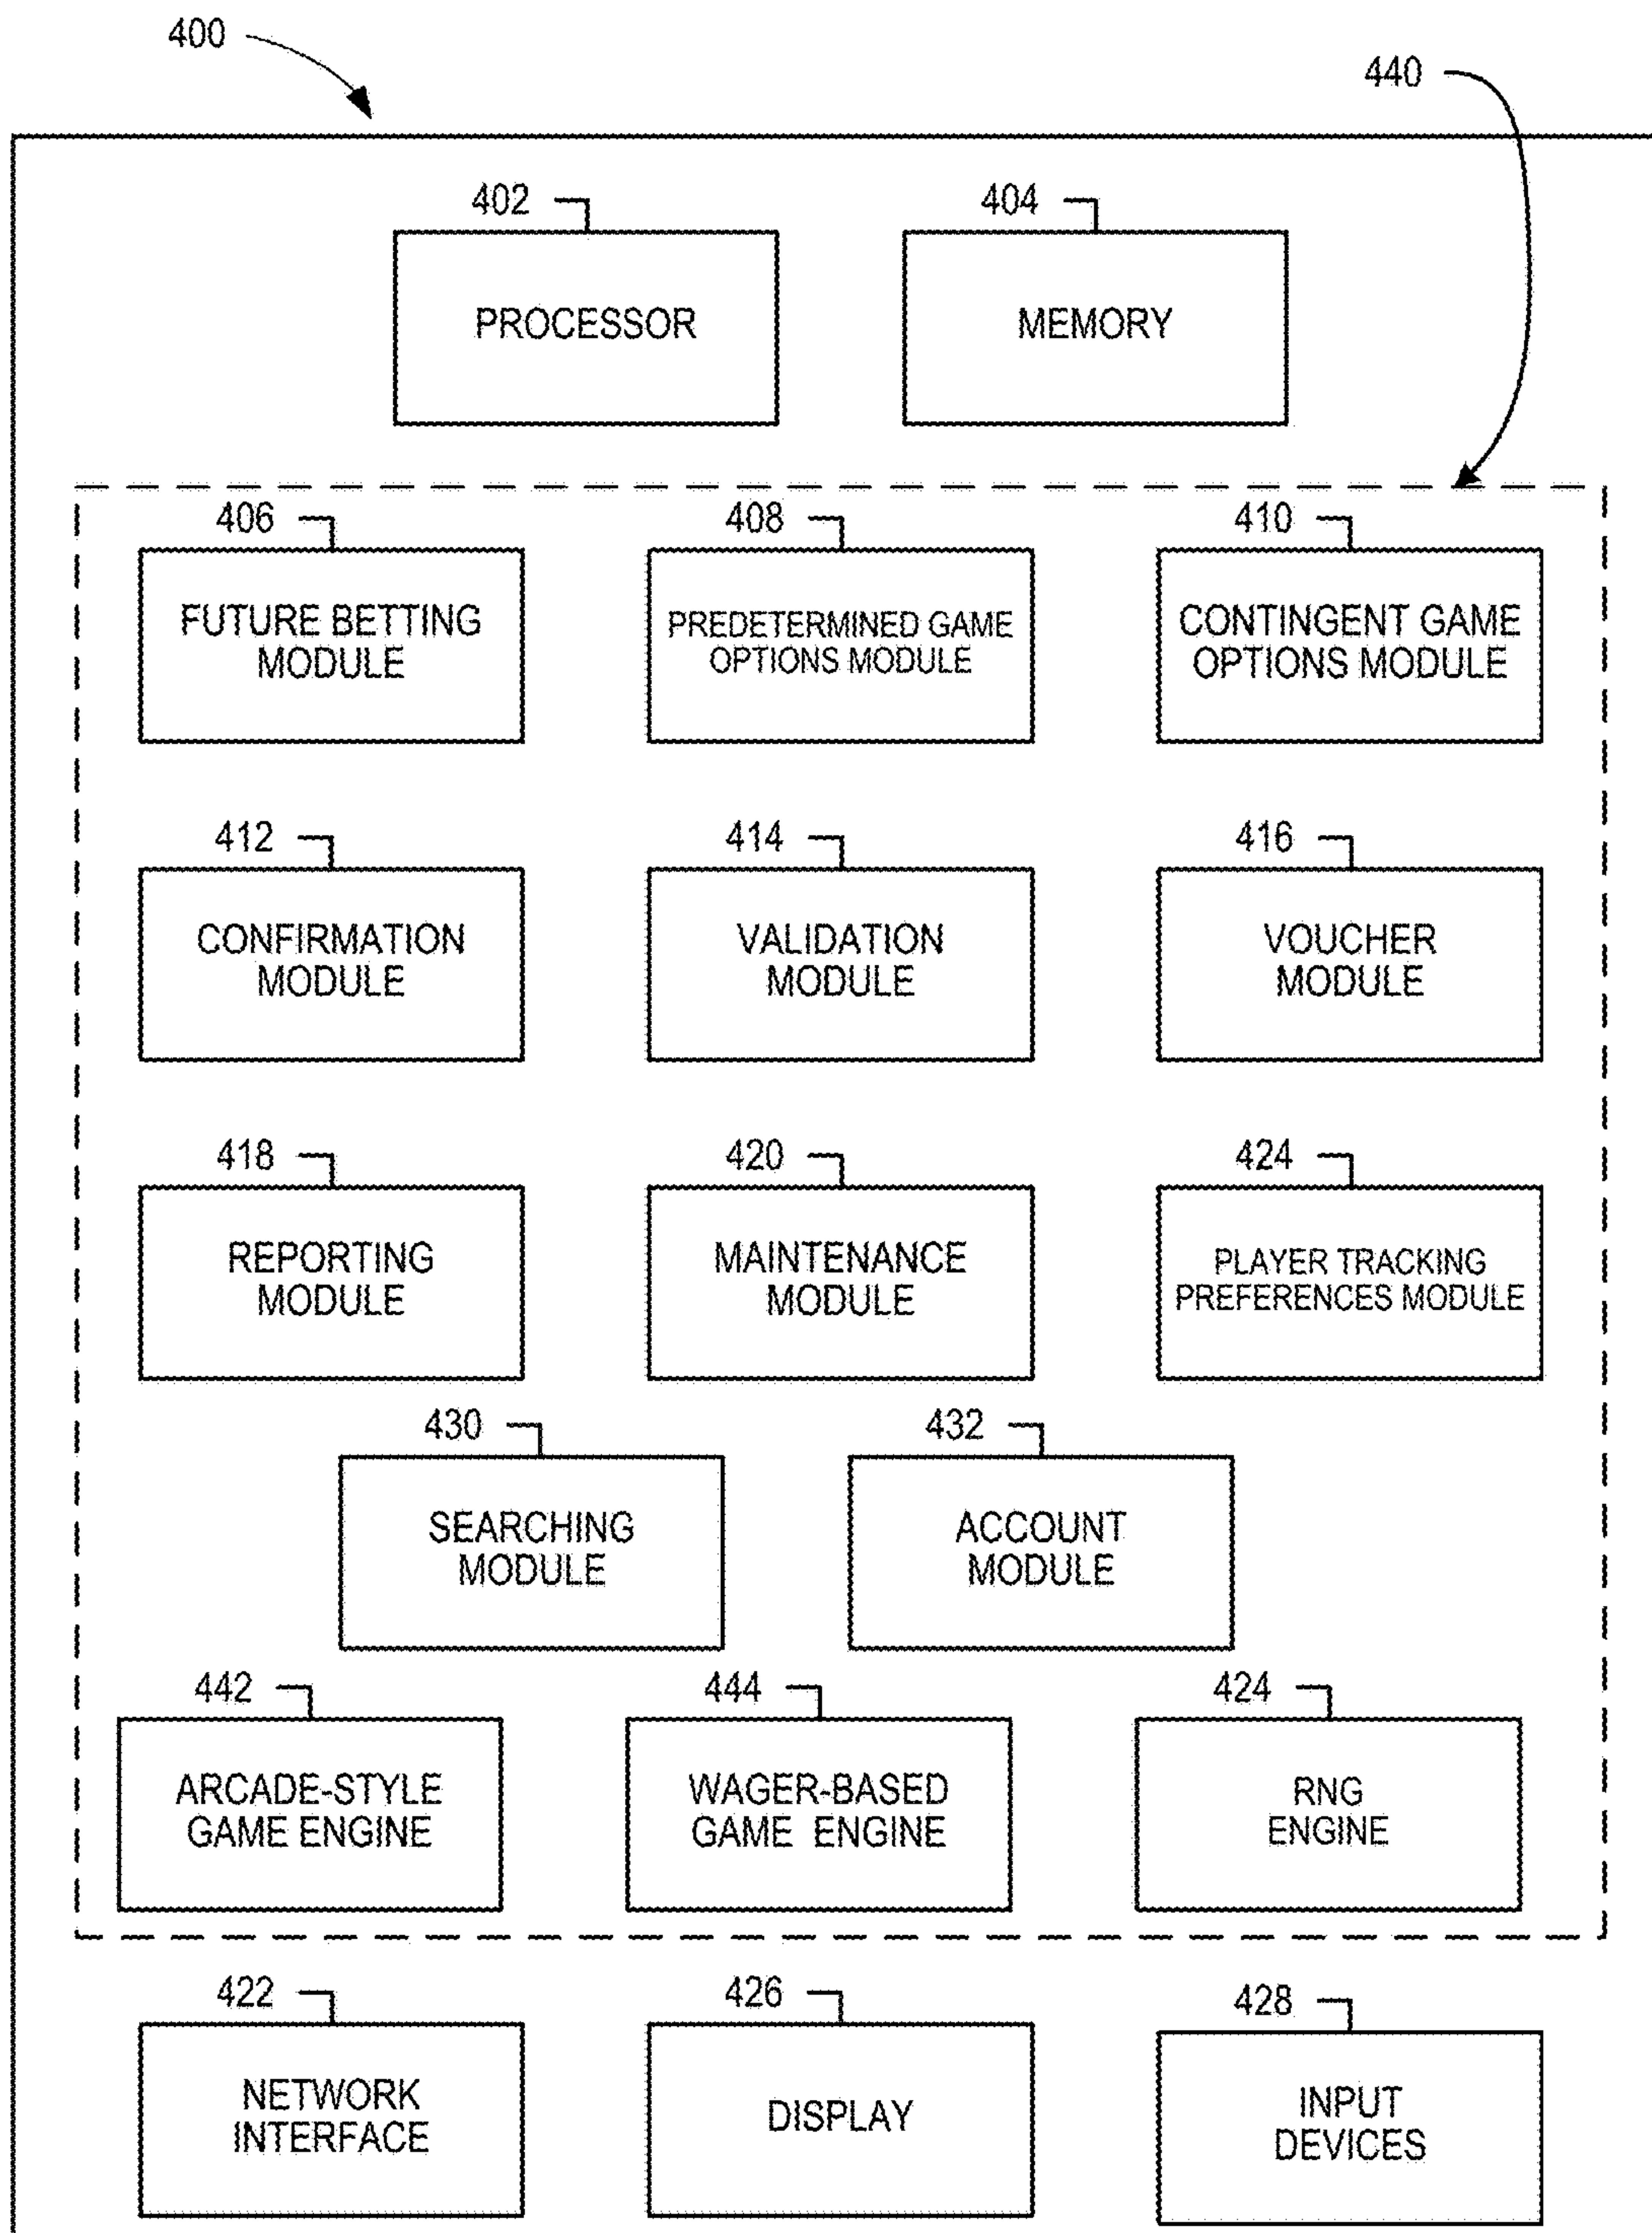 400
440
402
404
PROCESSOR
MEMORY
406
408
410
FUTURE BETTING
MODULE
PREDETERMINED GAME
OPTIONS MODULE
CONTINGENT GAME
OPTIONS MODULE
412
414
416
CONFIRMATION
MODULE
VALIDATION
MODULE
VOUCHER
MODULE
418
420
424
REPORTING
MODULE
MAINTENANCE
MODULE
PLAYER TRACKING
PREFERENCES MODULE
430
432
SEARCHING
MODULE
ACCOUNT
MODULE
442
444
424
ARCADE-STYLE
GAME ENGINE
WAGER-BASED
GAME ENGINE
RNG
ENGINE
422
426
428
NETWORK
INTERFACE
DISPLAY
INPUT
DEVICES